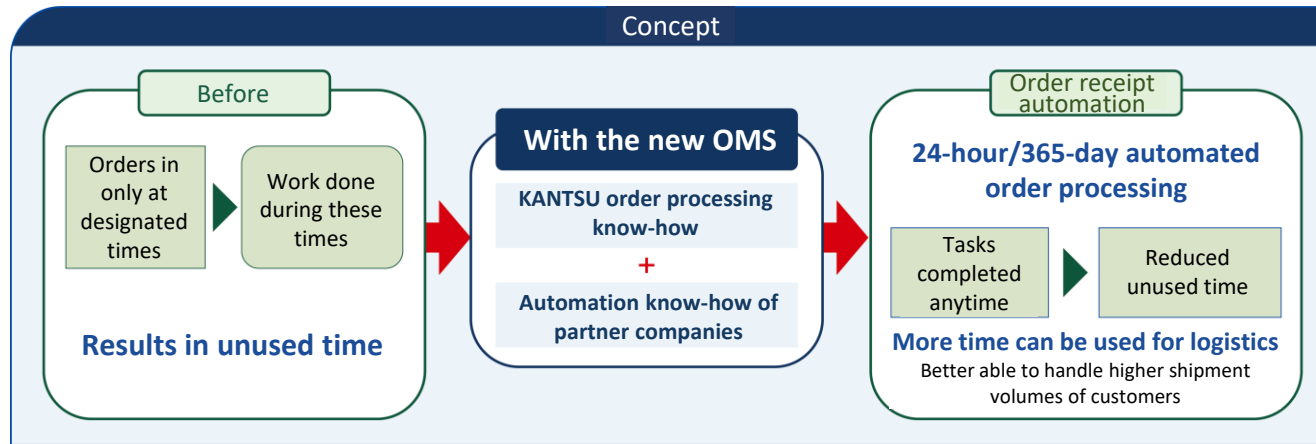 Concept
Before
Orders in
only at
designated
times
Work done
during these
times
Results in unused time
With the new OMS
KANTSU order processing
know-how
+
Automation know-how of
partner companies
Order receipt
automation
24-hour/365-day automated
order processing
Tasks
completed
anytime
Reduced
unused time
More time can be used for logistics
Better able to handle higher shipment
volumes of customers